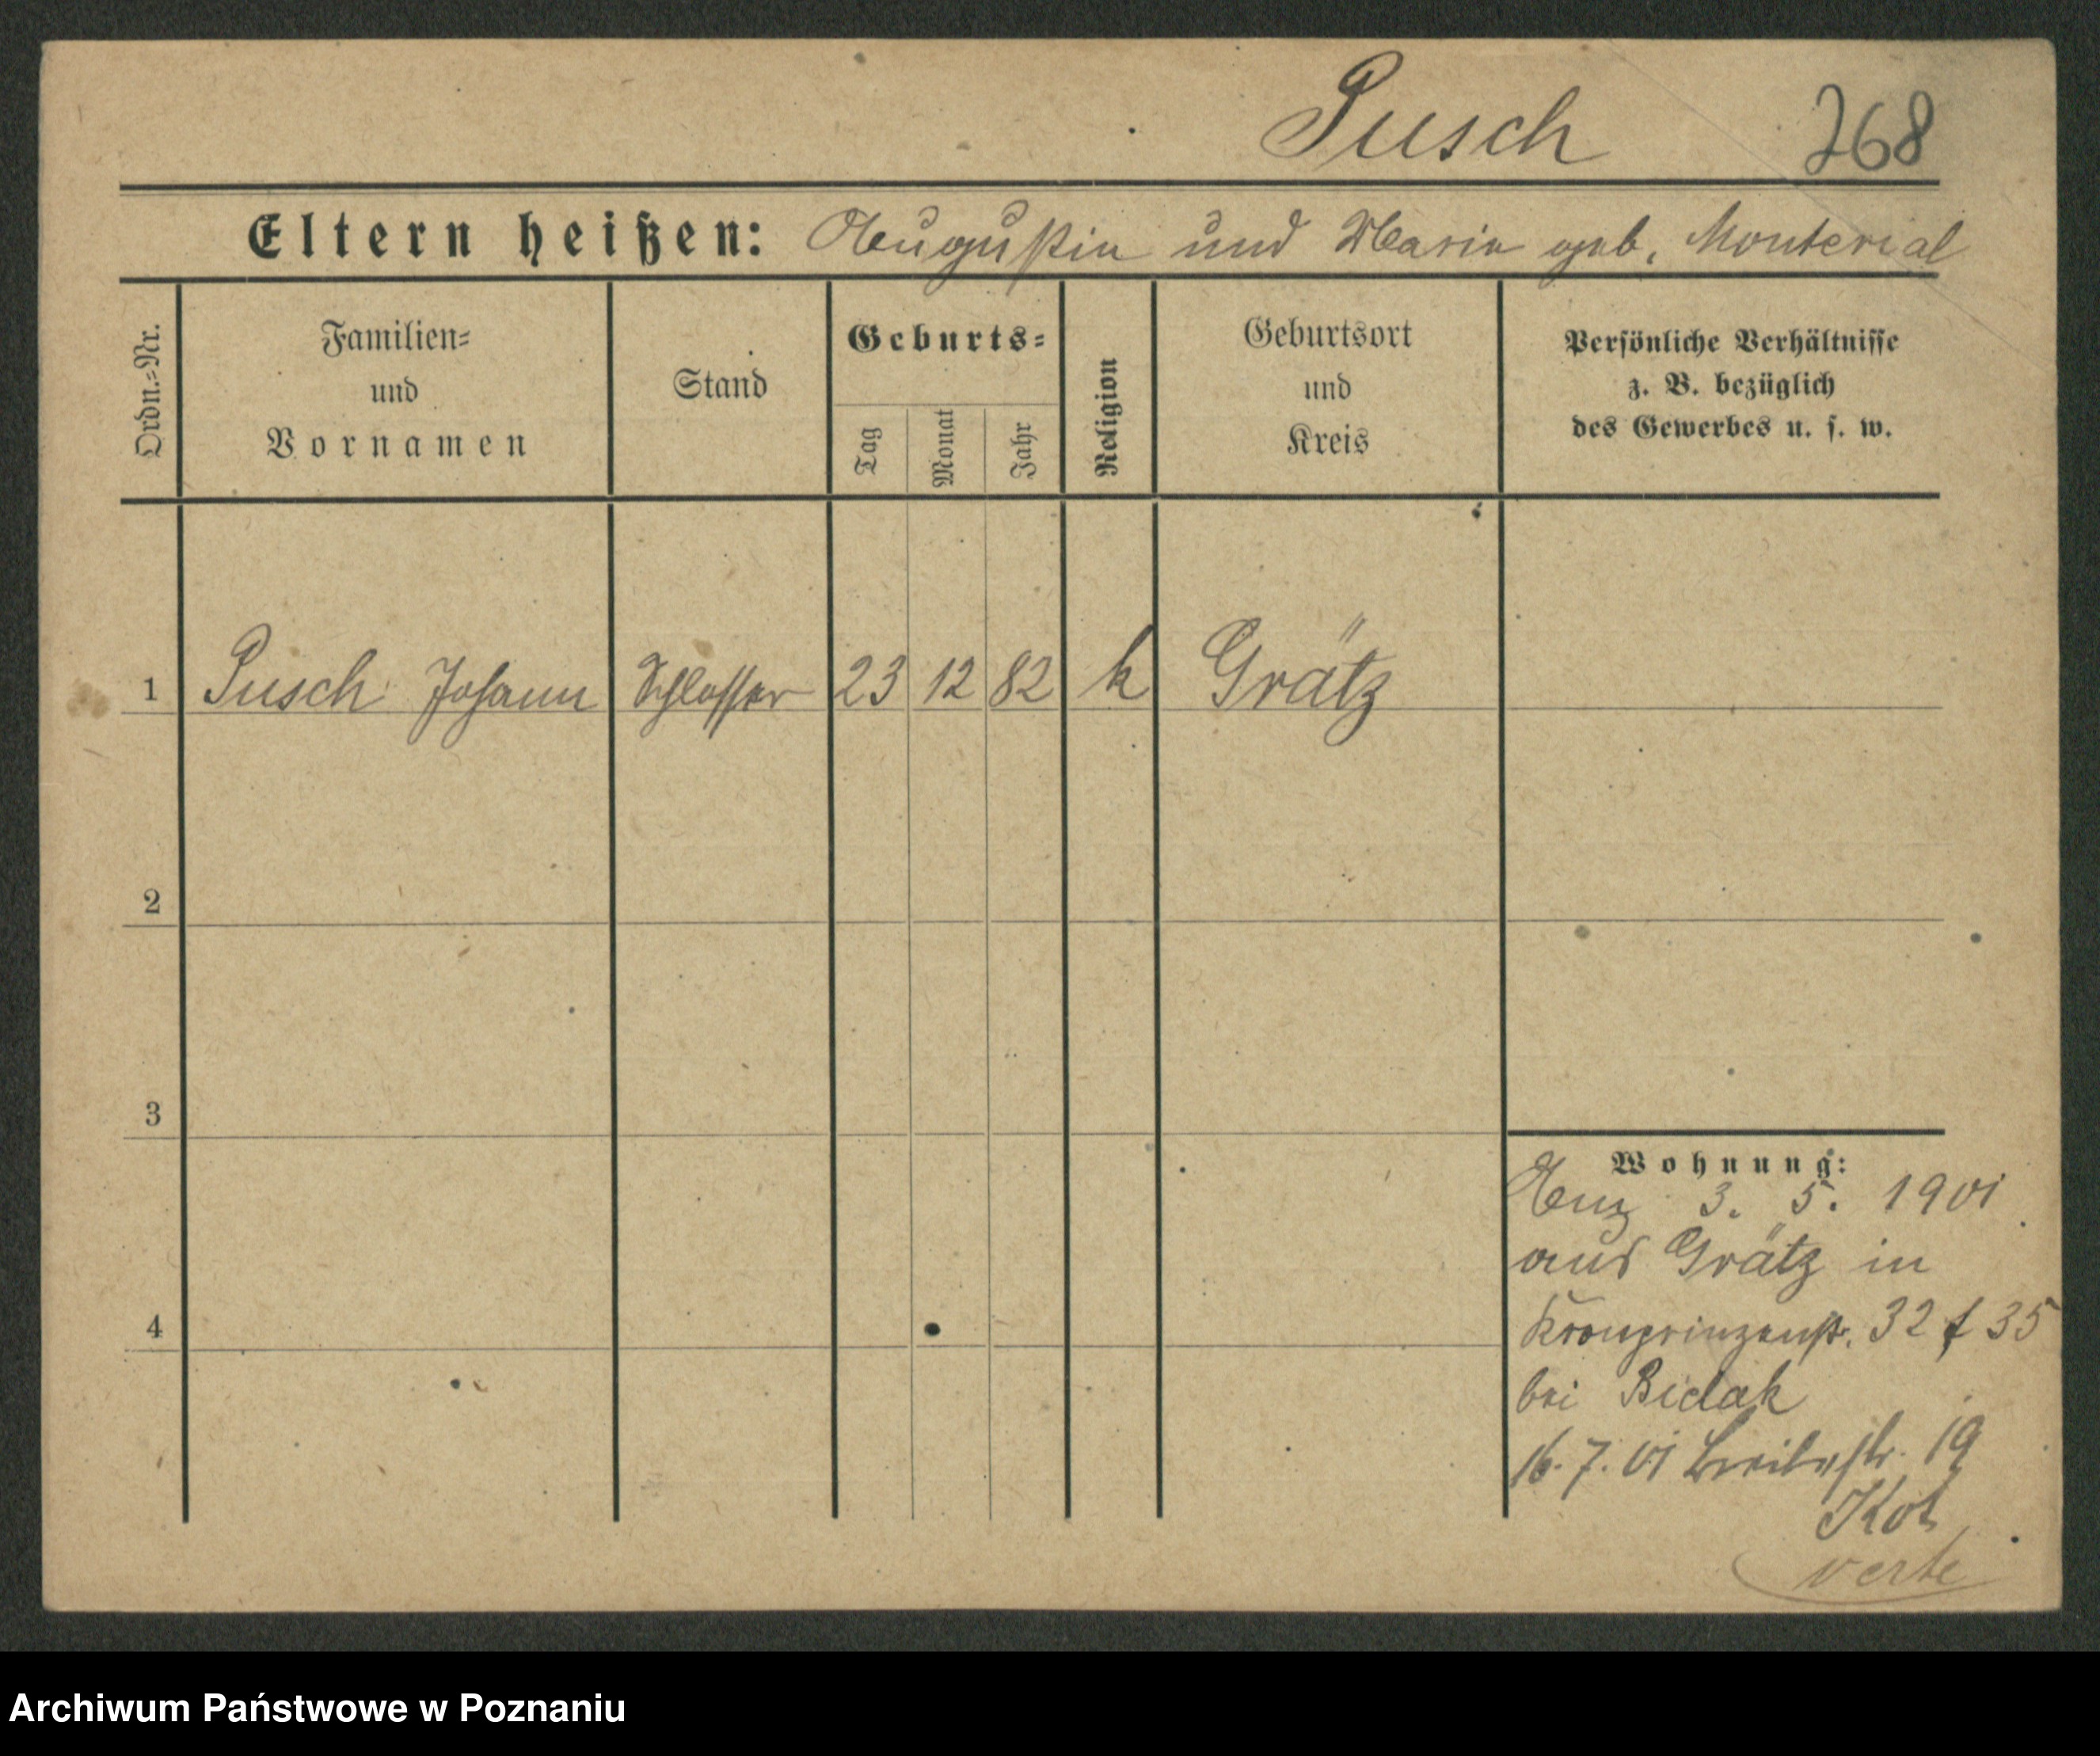 Pusch 268
Eltern heißen: Augustin und Maria geb. Monterial
Ordn.-Nr.
Familien-
und
Vornamen
Stand
Geburts-
Tag
Monat
Jahr
Religion
Geburtsort
und
Kreis
Persönliche Verhältnisse
z. B. bezüglich
des Gewerbes u. s. w.
1 Pusch Johann Schlosser 23 12 82 k Grätz
2
3
4
Wohnung:
Anz 3. 5. 1901
aus Grätz in
Kronprinzenstr. 32 f 35
bei Bidak
16. 7. 01 Breitestr. 19
Kot
verte
Archiwum Państwowe w Poznaniu